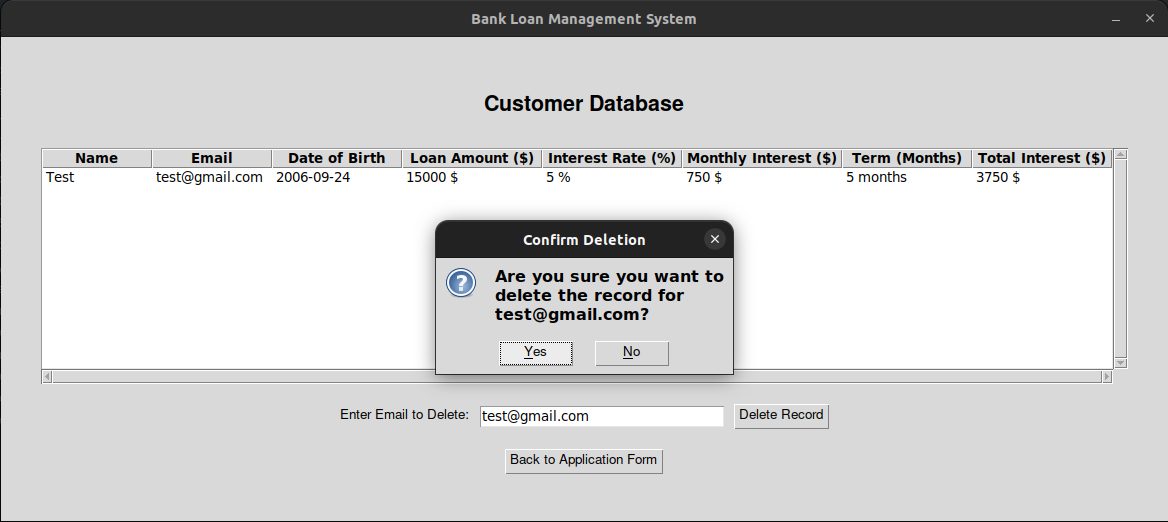 Bank Loan Management System
Customer Database
Name Email Date of Birth Loan Amount ($) Interest Rate (%) Monthly Interest ($) Term (Months) Total Interest ($)
Test test@gmail.com 2006-09-24 15000 $ 5 % 750 $ 5 months 3750 $
Confirm Deletion
Are you sure you want to
delete the record for
test@gmail.com?
Yes No
Enter Email to Delete: test@gmail.com Delete Record
Back to Application Form